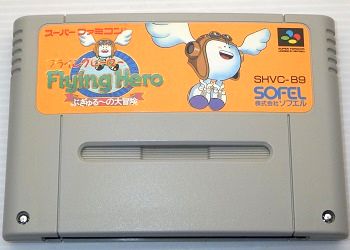 スーパーファミコン
フライングヒーロー
Flying Hero
ぶぎゅる〜の大冒険
SHVC-89
SOFEL
株式会社ソフエル